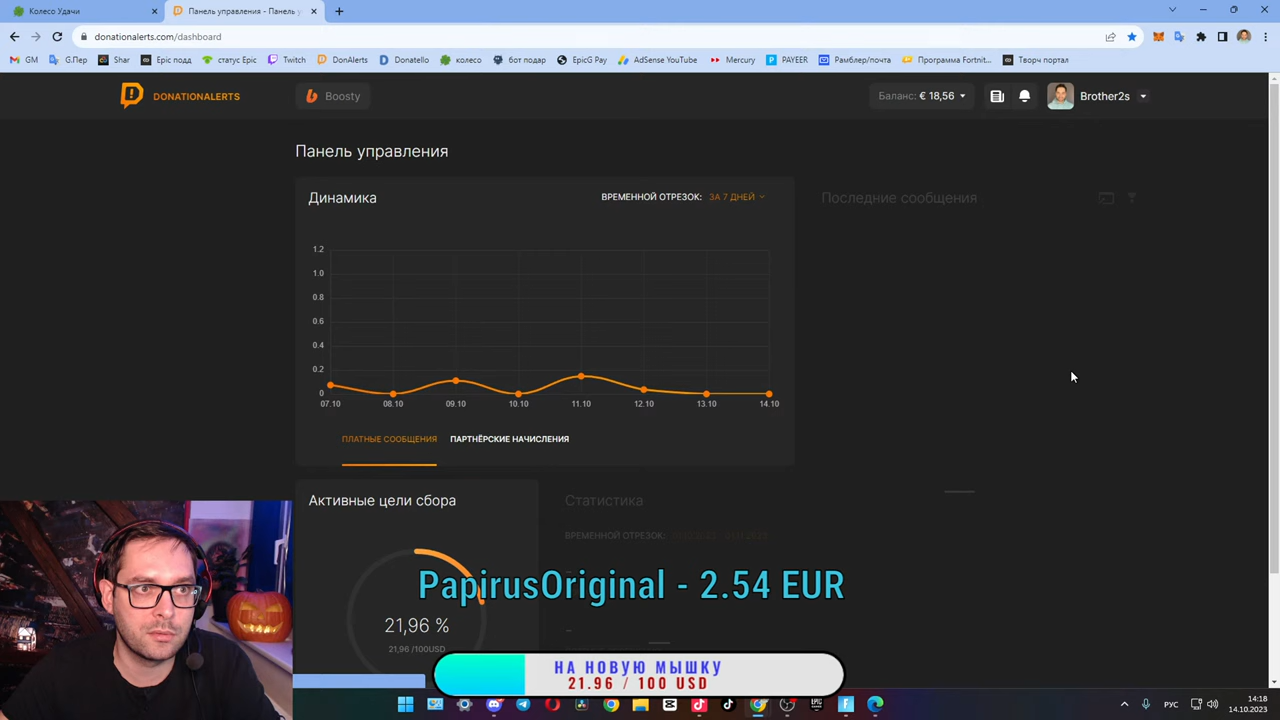 Колесо Удачи
Панель управления - Панель у
donationalerts.com/dashboard
GM
G.Пер
Shar
Epic подд
статус Epic
Twitch
DonAlerts
Donatello
колесо
бот подар
EpicG Pay
AdSense YouTube
Mercury
PAYEER
Рамблер/почта
Программа Fortnit...
Творч портал
DONATIONALERTS
Boosty
Баланс: € 18,56
Brother2s
Панель управления
Динамика
ВРЕМЕННОЙ ОТРЕЗОК: ЗА 7 ДНЕЙ
Последние сообщения
1.2
1.0
0.8
0.6
0.4
0.2
0
07.10 08.10 09.10 10.10 11.10 12.10 13.10 14.10
ПЛАТНЫЕ СООБЩЕНИЯ
ПАРТНЁРСКИЕ НАЧИСЛЕНИЯ
Активные цели сбора
Статистика
ВРЕМЕННОЙ ОТРЕЗОК:
PapirusOriginal - 2.54 EUR
21,96 %
21,96 /100USD
НА НОВУЮ МЫШКУ
21.96 / 100 USD
РУС
14:18
14.10.2023